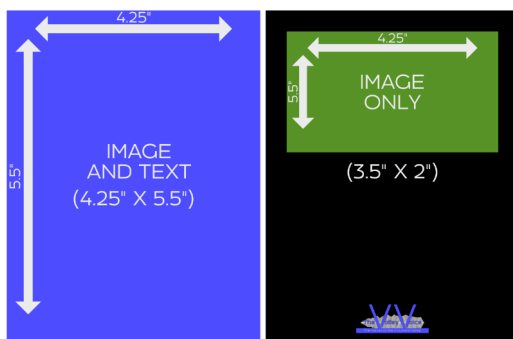 4.25"
5.5"
IMAGE
AND TEXT
(4.25" X 5.5")
4.25"
5.5"
IMAGE
ONLY
(3.5" X 2")